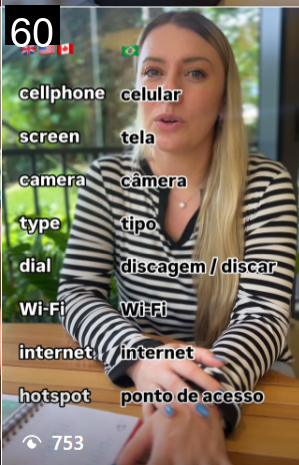 60
cellphone celular
screen tela
camera câmera
type tipo
dial discagem / discar
Wi-Fi Wi-Fi
internet internet
hotspot ponto de acesso
753